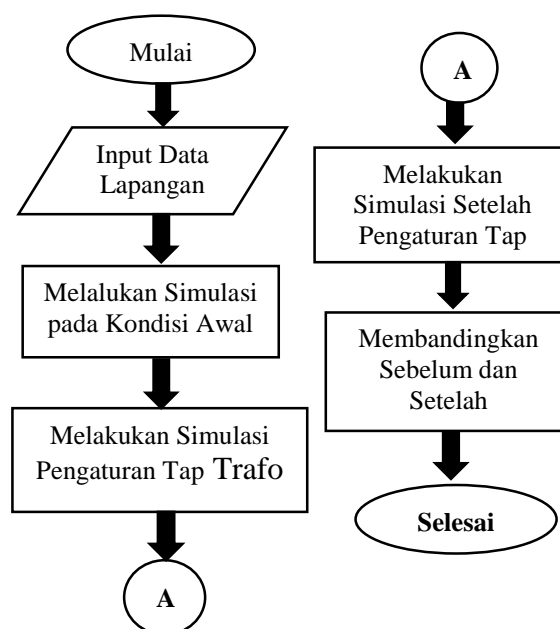 Mulai
Input Data
Lapangan
Melalukan Simulasi
pada Kondisi Awal
Melakukan Simulasi
Pengaturan Tap Trafo
A
A
Melakukan
Simulasi Setelah
Pengaturan Tap
Membandingkan
Sebelum dan
Setelah
Selesai